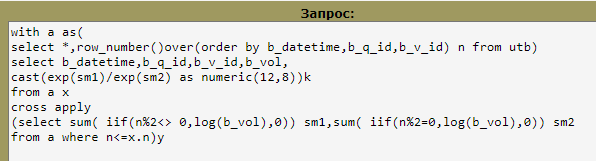 Запрос:
with a as(
select *,row_number()over(order by b_datetime,b_q_id,b_v_id) n from utb)
select b_datetime,b_q_id,b_v_id,b_vol,
cast(exp(sm1)/exp(sm2) as numeric(12,8))k
from a x
cross apply
(select sum( iif(n%2<> 0,log(b_vol),0)) sm1,sum( iif(n%2=0,log(b_vol),0)) sm2
from a where n<=x.n)y